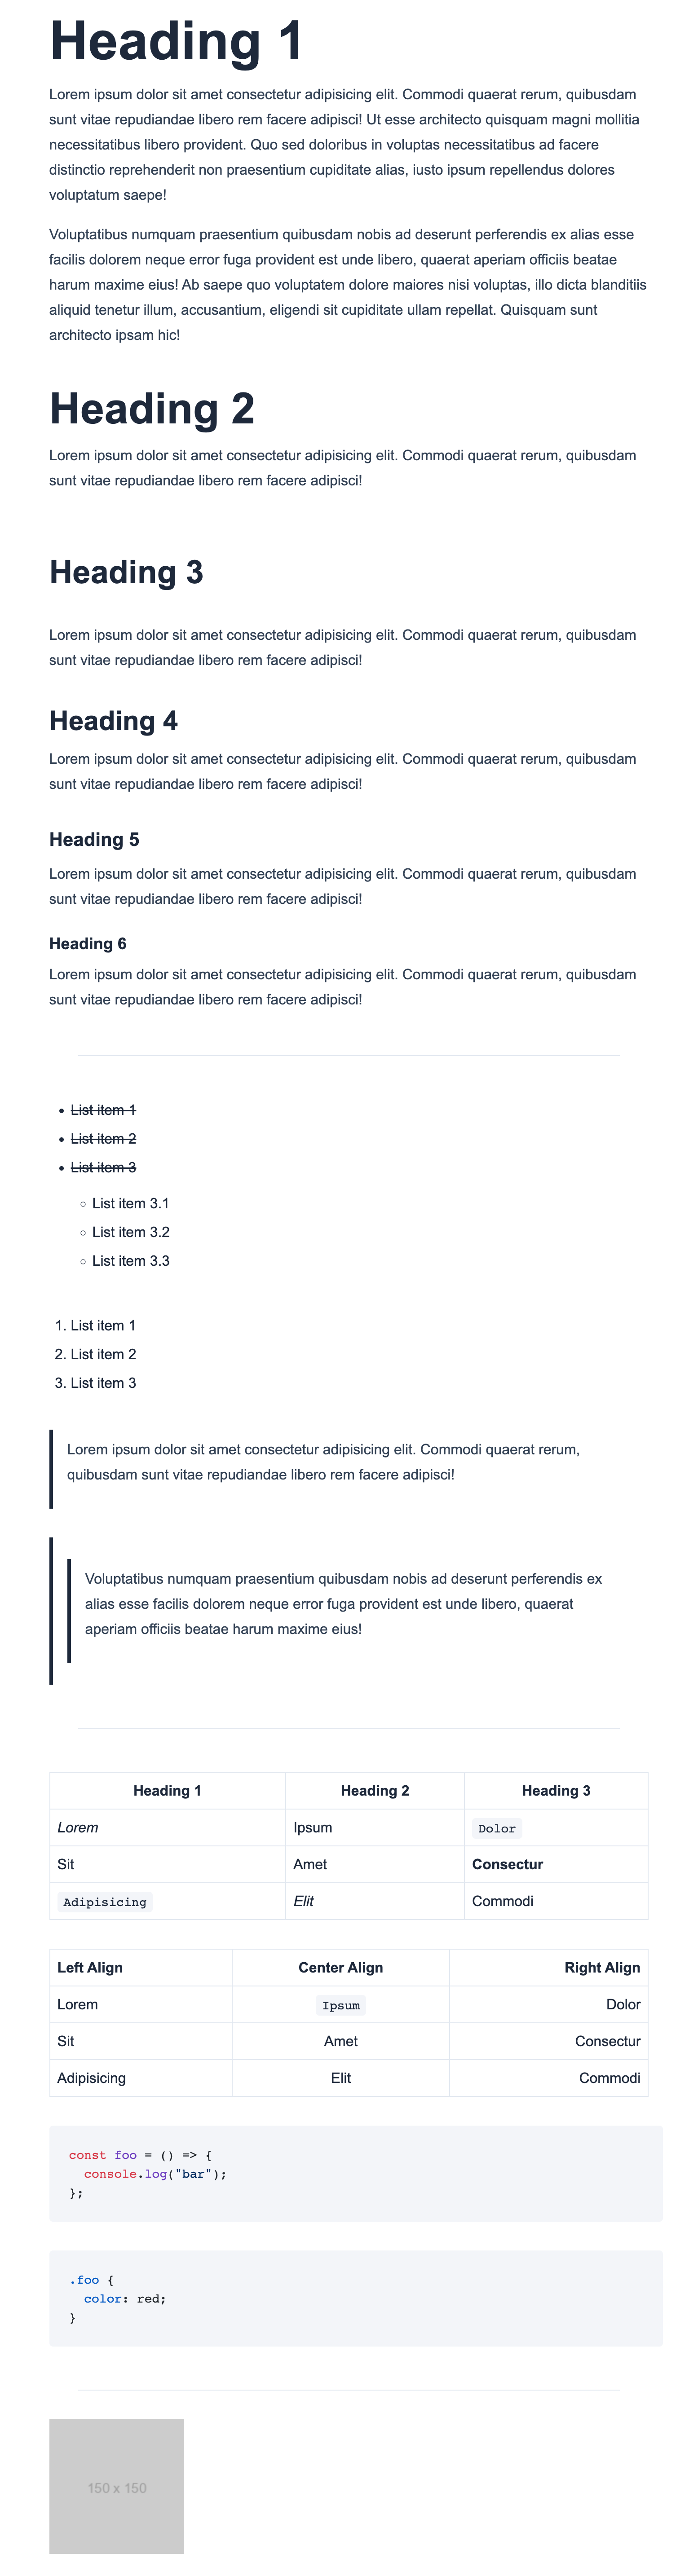 Heading 1
Lorem ipsum dolor sit amet consectetur adipisicing elit. Commodi quaerat rerum, quibusdam
sunt vitae repudiandae libero rem facere adipisci! Ut esse architecto quisquam magni mollitia
necessitatibus libero provident. Quo sed doloribus in voluptas necessitatibus ad facere
distinctio reprehenderit non praesentium cupiditate alias, iusto ipsum repellendus dolores
voluptatum saepe!
Voluptatibus numquam praesentium quibusdam nobis ad deserunt perferendis ex alias esse
facilis dolorem neque error fuga provident est unde libero, quaerat aperiam officiis beatae
harum maxime eius! Ab saepe quo voluptatem dolore maiores nisi voluptas, illo dicta blanditiis
aliquid tenetur illum, accusantium, eligendi sit cupiditate ullam repellat. Quisquam sunt
architecto ipsam hic!
Heading 2
Lorem ipsum dolor sit amet consectetur adipisicing elit. Commodi quaerat rerum, quibusdam
sunt vitae repudiandae libero rem facere adipisci!
Heading 3
Lorem ipsum dolor sit amet consectetur adipisicing elit. Commodi quaerat rerum, quibusdam
sunt vitae repudiandae libero rem facere adipisci!
Heading 4
Lorem ipsum dolor sit amet consectetur adipisicing elit. Commodi quaerat rerum, quibusdam
sunt vitae repudiandae libero rem facere adipisci!
Heading 5
Lorem ipsum dolor sit amet consectetur adipisicing elit. Commodi quaerat rerum, quibusdam
sunt vitae repudiandae libero rem facere adipisci!
Heading 6
Lorem ipsum dolor sit amet consectetur adipisicing elit. Commodi quaerat rerum, quibusdam
sunt vitae repudiandae libero rem facere adipisci!
• List item 1
• List item 2
• List item 3
◦ List item 3.1
◦ List item 3.2
◦ List item 3.3
1. List item 1
2. List item 2
3. List item 3
Lorem ipsum dolor sit amet consectetur adipisicing elit. Commodi quaerat rerum,
quibusdam sunt vitae repudiandae libero rem facere adipisci!
Voluptatibus numquam praesentium quibusdam nobis ad deserunt perferendis ex
alias esse facilis dolorem neque error fuga provident est unde libero, quaerat
aperiam officiis beatae harum maxime eius!
Heading 1 Heading 2 Heading 3
Lorem Ipsum Dolor
Sit Amet Consectur
Adipisicing Elit Commodi
Left Align Center Align Right Align
Lorem Ipsum Dolor
Sit Amet Consectur
Adipisicing Elit Commodi
const foo = () => {
  console.log("bar");
};
.foo {
  color: red;
}
150 x 150